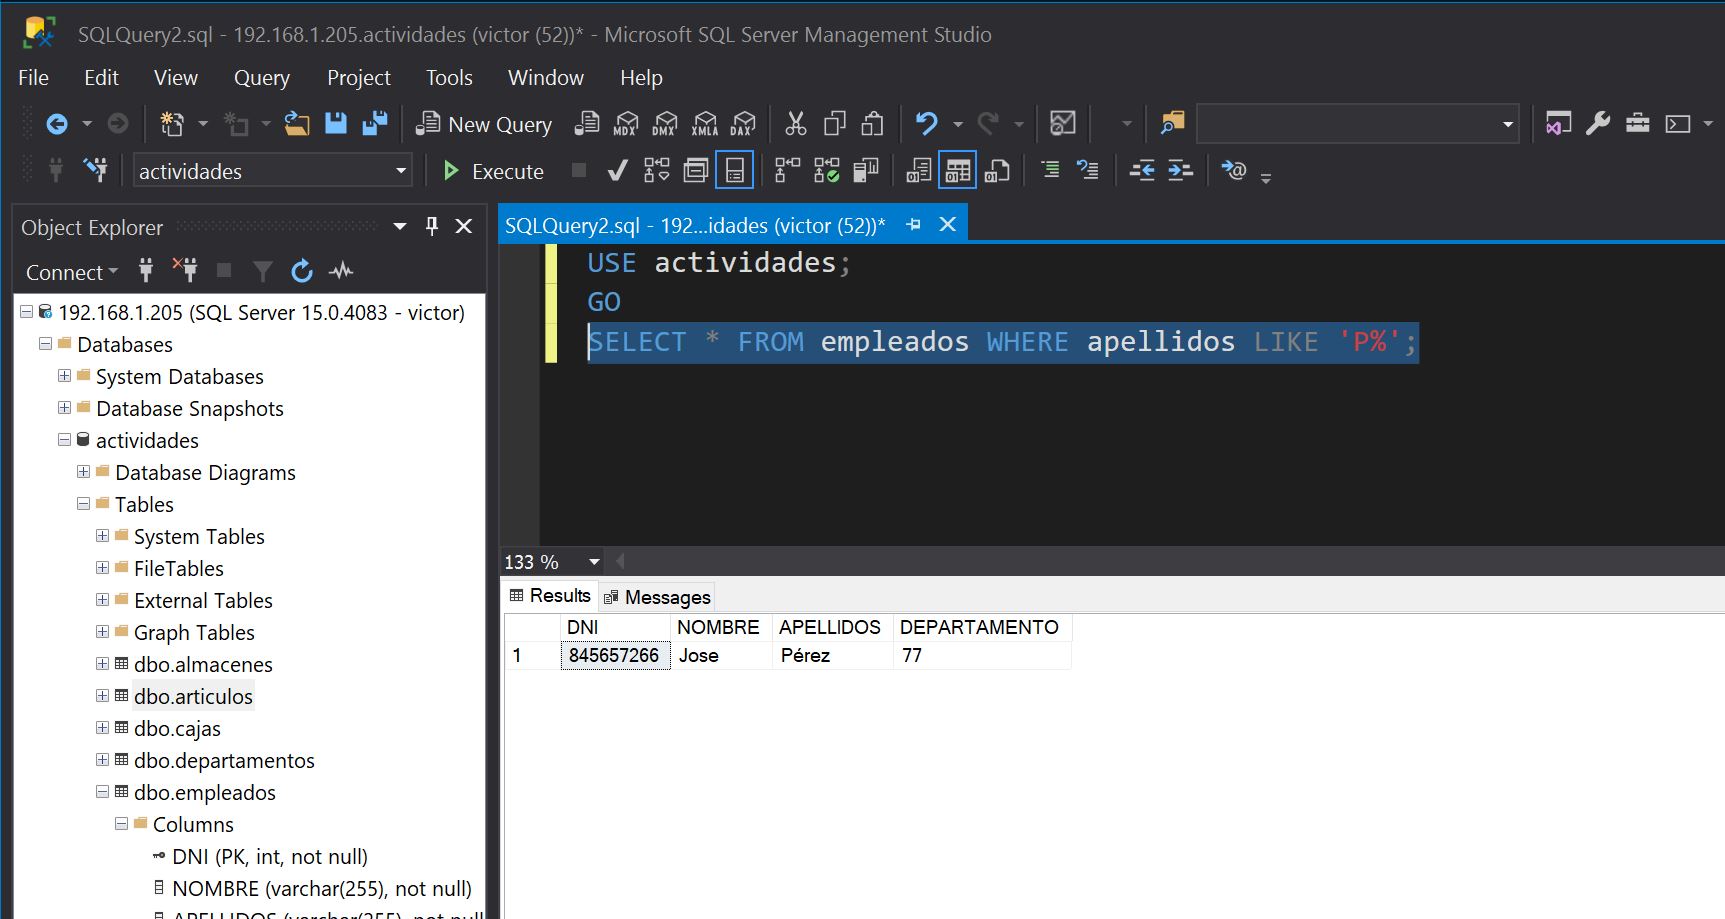 SQLQuery2.sql - 192.168.1.205.actividades (victor (52))* - Microsoft SQL Server Management Studio
File Edit View Query Project Tools Window Help
New Query MDX DMX XMLA DAX
actividades Execute
Object Explorer
Connect
192.168.1.205 (SQL Server 15.0.4083 - victor)
Databases
System Databases
Database Snapshots
actividades
Database Diagrams
Tables
System Tables
FileTables
External Tables
Graph Tables
dbo.almacenes
dbo.articulos
dbo.cajas
dbo.departamentos
dbo.empleados
Columns
DNI (PK, int, not null)
NOMBRE (varchar(255), not null)
APELLIDOS (varchar(255), not null
SQLQuery2.sql - 192...idades (victor (52))*
USE actividades;
GO
SELECT * FROM empleados WHERE apellidos LIKE 'P%';
133 %
Results Messages
DNI NOMBRE APELLIDOS DEPARTAMENTO
1 845657266 Jose Pérez 77